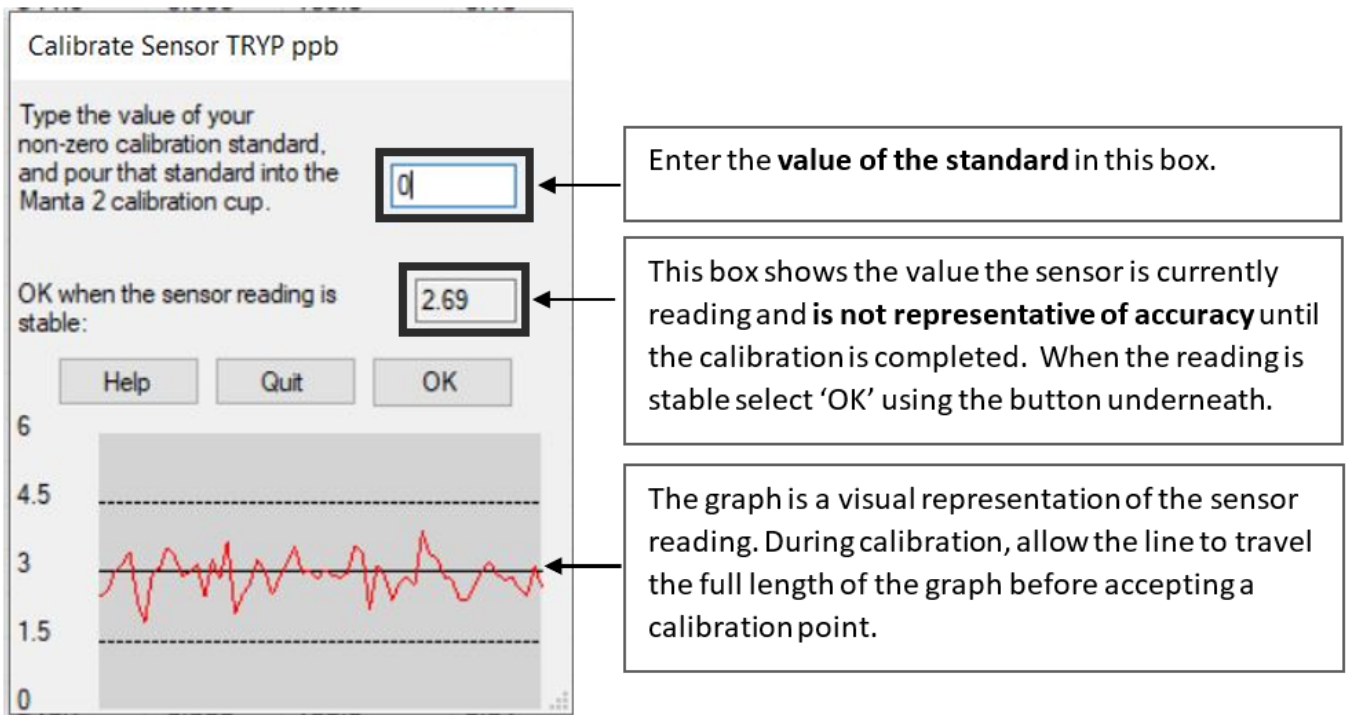 Calibrate Sensor TRYP ppb
Type the value of your
non-zero calibration standard,
and pour that standard into the
Manta 2 calibration cup.
0
OK when the sensor reading is
stable:
2.69
Help Quit OK
6
4.5
3
1.5
0
Enter the value of the standard in this box.
This box shows the value the sensor is currently
reading and is not representative of accuracy until
the calibration is completed. When the reading is
stable select ‘OK’ using the button underneath.
The graph is a visual representation of the sensor
reading. During calibration, allow the line to travel
the full length of the graph before accepting a
calibration point.